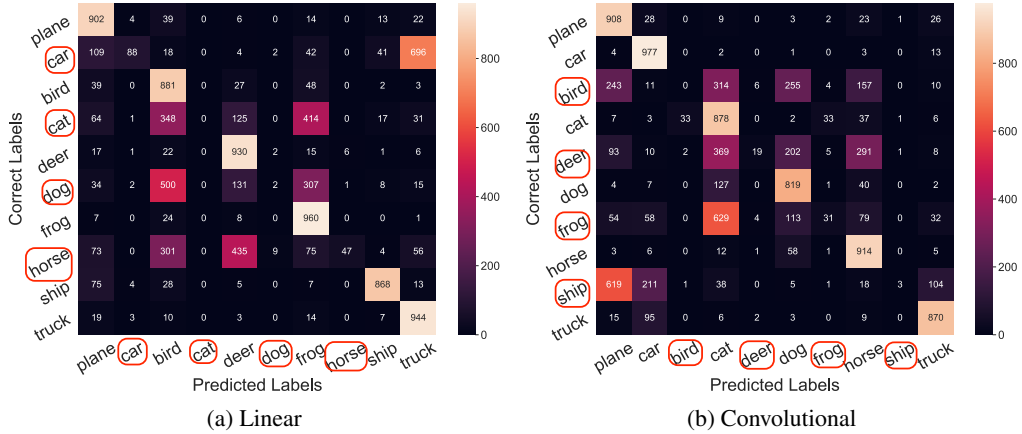 plane 902 4 39 0 6 0 14 0 13 22
car 109 88 18 0 4 2 42 0 41 696
bird 39 0 881 0 27 0 48 0 2 3
cat 64 1 348 0 125 0 414 0 17 31
deer 17 1 22 0 930 2 15 6 1 6
dog 34 2 500 0 131 2 307 1 8 15
frog 7 0 24 0 8 0 960 0 0 1
horse 73 0 301 0 435 9 75 47 4 56
ship 75 4 28 0 5 0 7 0 868 13
truck 19 3 10 0 3 0 14 0 7 944
plane car bird cat deer dog frog horse ship truck
Correct Labels
Predicted Labels
800
600
400
200
0
(a) Linear
plane 908 28 0 9 0 3 2 23 1 26
car 4 977 0 2 0 1 0 3 0 13
bird 243 11 0 314 6 255 4 157 0 10
cat 7 3 33 878 0 2 33 37 1 6
deer 93 10 2 369 19 202 5 291 1 8
dog 4 7 0 127 0 819 1 40 0 2
frog 54 58 0 629 4 113 31 79 0 32
horse 3 6 0 12 1 58 1 914 0 5
ship 619 211 1 38 0 5 1 18 3 104
truck 15 95 0 6 2 3 0 9 0 870
plane car bird cat deer dog frog horse ship truck
Correct Labels
Predicted Labels
800
600
400
200
0
(b) Convolutional